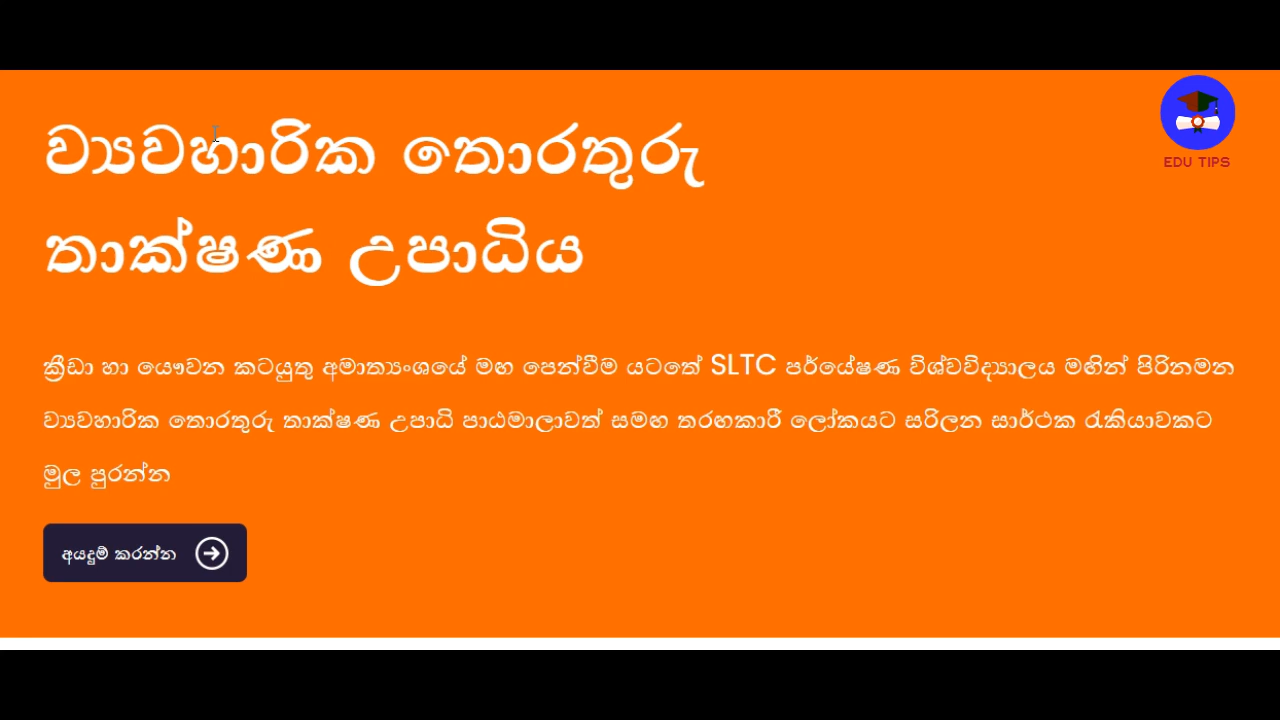 ව්‍යවහාරික තොරතුරු
තාක්ෂණ උපාධිය
EDU TIPS
ක්‍රීඩා හා යෞවන කටයුතු අමාත්‍යංශයේ මඟ පෙන්වීම යටතේ SLTC පර්යේෂණ විශ්වවිද්‍යාලය මඟින් පිරිනමන
ව්‍යවහාරික තොරතුරු තාක්ෂණ උපාධි පාඨමාලාවත් සමඟ තරඟකාරී ලෝකයට සරිලන සාර්ථක රැකියාවකට
මුල පුරන්න
අයදුම් කරන්න